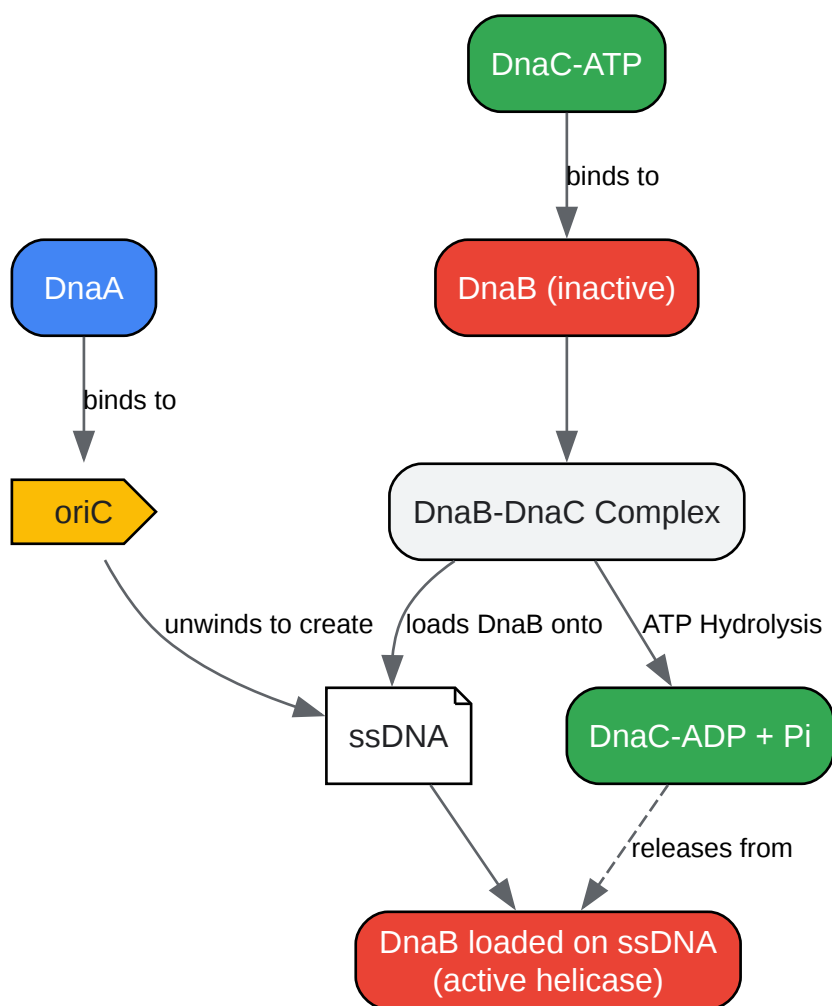 DnaC-ATP
binds to
DnaA
DnaB (inactive)
binds to
oriC
DnaB-DnaC Complex
unwinds to create
loads DnaB onto
ATP Hydrolysis
ssDNA
DnaC-ADP + Pi
releases from
DnaB loaded on ssDNA
(active helicase)